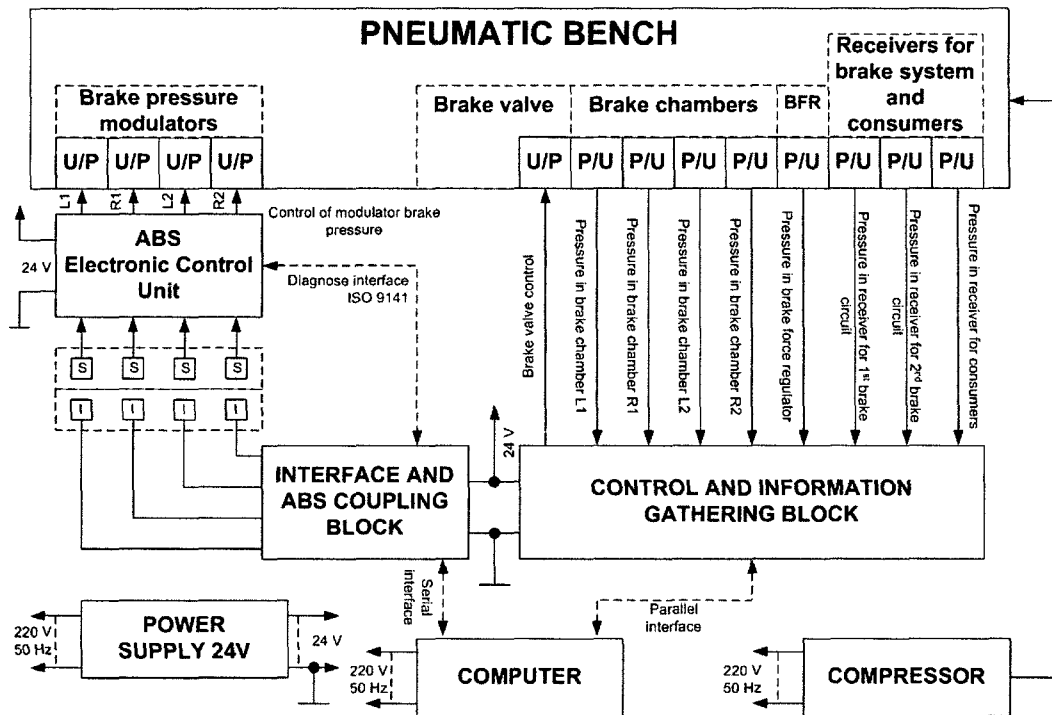 PNEUMATIC BENCH
Receivers for
brake system
and
consumers
Brake pressure
modulators
Brake valve
Brake chambers
BFR
U/P
U/P
U/P
U/P
U/P
P/U
P/U
P/U
P/U
P/U
P/U
P/U
P/U
L1
R1
L2
R2
Control of modulator brake
pressure
24 V
ABS
Electronic Control
Unit
Diagnose interface
ISO 9141
Brake valve control
Pressure in brake chamber L1
Pressure in brake chamber R1
Pressure in brake chamber L2
Pressure in brake chamber R2
Pressure in brake force regulator
Pressure in receiver for 1st brake
circuit
Pressure in receiver for 2rd brake
circuit
Pressure in receiver for consumers
S
S
S
S
I
I
I
I
24 V
INTERFACE AND
ABS COUPLING
BLOCK
CONTROL AND INFORMATION
GATHERING BLOCK
Serial
interface
Parallel
interface
220 V
50 Hz
POWER
SUPPLY 24V
24 V
220 V
50 Hz
COMPUTER
220 V
50 Hz
COMPRESSOR